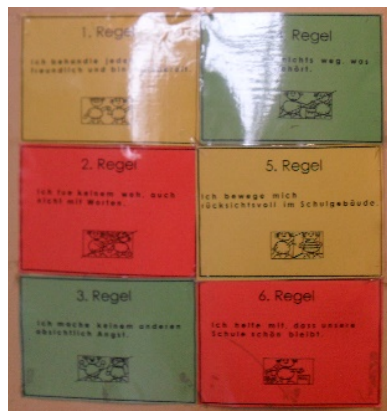 1. Regel
Ich behandle
freundlich und bin
2. Regel
Ich tue keinem weh, auch
nicht mit Worten.
3. Regel
Ich mache keinem anderen
absichtlich Angst.
Regel
nichts weg, was
5. Regel
Ich bewege mich
rücksichtsvoll im Schulgebäude.
6. Regel
Ich helfe mit, dass unsere
Schule schön bleibt.